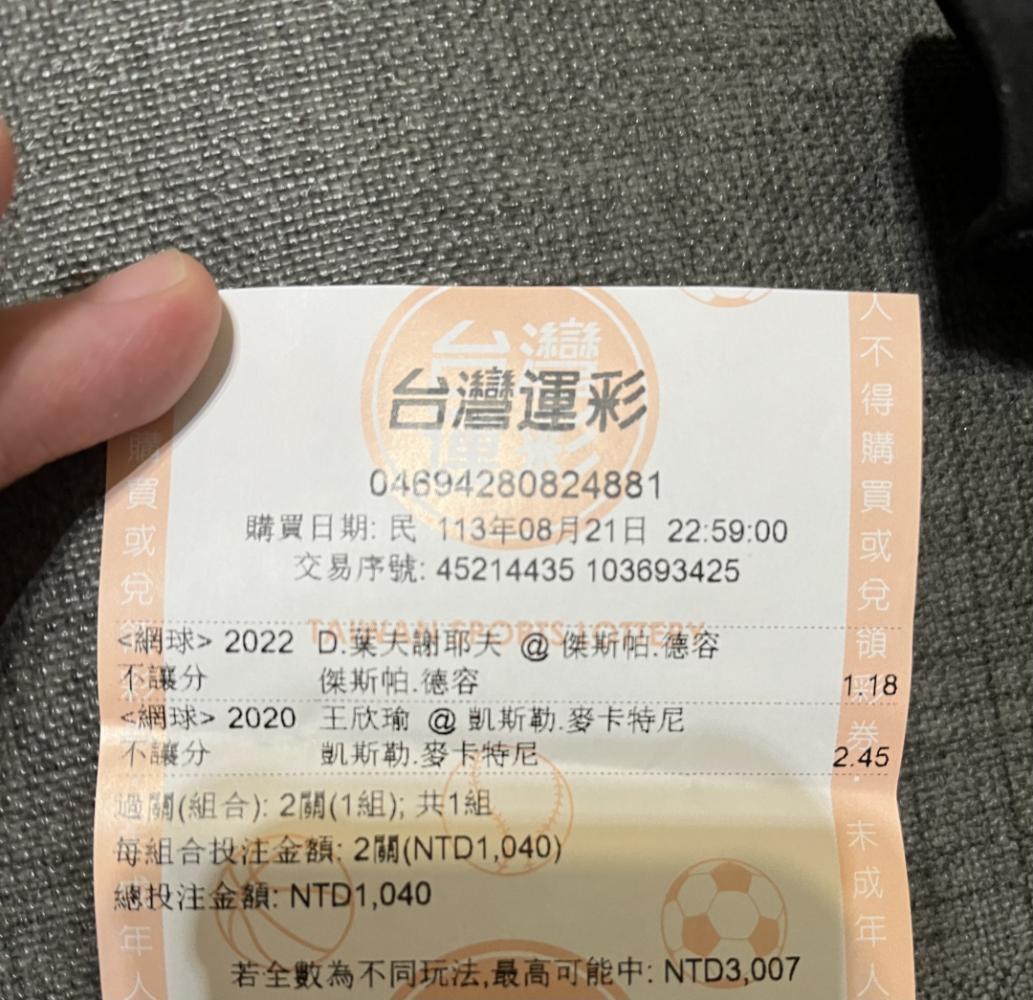 台灣
台灣運彩
運彩
04694280824881
購買日期: 民 113年08月21日 22:59:00
交易序號: 45214435 103693425
TAIWAN SPORTS LOTTERY
<網球> 2022 D.葉夫謝耶夫 @ 傑斯帕.德容
不讓分 傑斯帕.德容 1.18
<網球> 2020 王欣瑜 @ 凱斯勒.麥卡特尼
不讓分 凱斯勒.麥卡特尼 2.45
過關(組合): 2關(1組); 共1組
每組合投注金額: 2關(NTD1,040)
總投注金額: NTD1,040
若全數為不同玩法,最高可能中: NTD3,007
購買或兌
年人
人不得購買或兌領彩券.未成年人